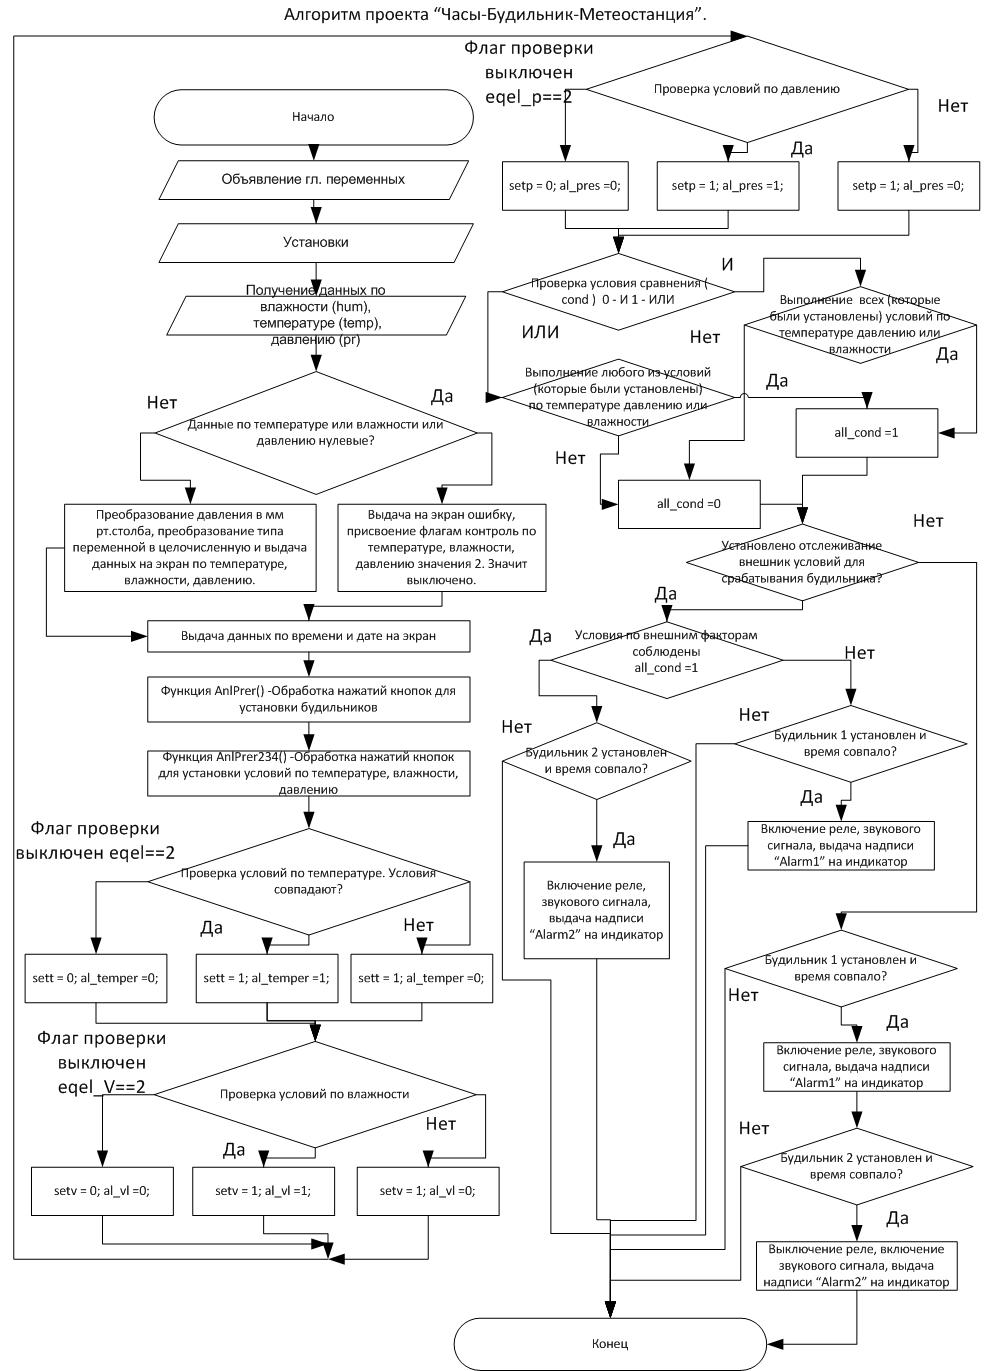 Алгоритм проекта “Часы-Будильник-Метеостанция”.
Начало
Объявление гл. переменных
Установки
Получение данных по
влажности (hum),
температуре (temp),
давлению (pr)
Нет
Да
Данные по температуре или влажности или
давлению нулевые?
Преобразование давления в мм
рт.столба, преобразование типа
переменной в целочисленную и выдача
данных на экран по температуре,
влажности, давлению.
Выдача на экран ошибку,
присвоение флагам контроль по
температуре, влажности,
давлению значения 2. Значит
выключено.
Выдача данных по времени и дате на экран
Функция AnlPrer() -Обработка нажатий кнопок для
установки будильников
Функция AnlPrer234() -Обработка нажатий кнопок
для установки условий по температуре, влажности,
давлению
Флаг проверки
выключен eqel==2
Проверка условий по температуре. Условия
совпадают?
Да
Нет
sett = 0; al_temper =0;
sett = 1; al_temper =1;
sett = 1; al_temper =0;
Флаг проверки
выключен
eqel_V==2
Проверка условий по влажности
Да
Нет
setv = 0; al_vl =0;
setv = 1; al_vl =1;
setv = 1; al_vl =0;
Флаг проверки
выключен
eqel_p==2
Проверка условий по давлению
Нет
Да
setp = 0; al_pres =0;
setp = 1; al_pres =1;
setp = 1; al_pres =0;
Проверка условия сравнения (
cond ) 0 - И 1 - ИЛИ
И
ИЛИ
Выполнение всех (которые
были установлены) условий по
температуре давлению или
влажности
Нет
Да
Выполнение любого из условий
(которые были установлены)
по температуре давлению или
влажности
Да
Нет
all_cond =1
all_cond =0
Установлено отслеживание
внешник условий для
срабатывания будильника?
Нет
Да
Условия по внешним факторам
соблюдены
all_cond =1
Да
Нет
Будильник 2 установлен
и время совпало?
Нет
Да
Включение реле,
звукового сигнала,
выдача надписи
“Alarm2” на индикатор
Будильник 1 установлен и
время совпало?
Нет
Да
Включение реле, звукового
сигнала, выдача надписи
“Alarm1” на индикатор
Будильник 1 установлен и
время совпало?
Нет
Да
Включение реле, звукового
сигнала, выдача надписи
“Alarm1” на индикатор
Нет
Будильник 2 установлен и
время совпало?
Да
Выключение реле, включение
звукового сигнала, выдача
надписи “Alarm2” на индикатор
Конец